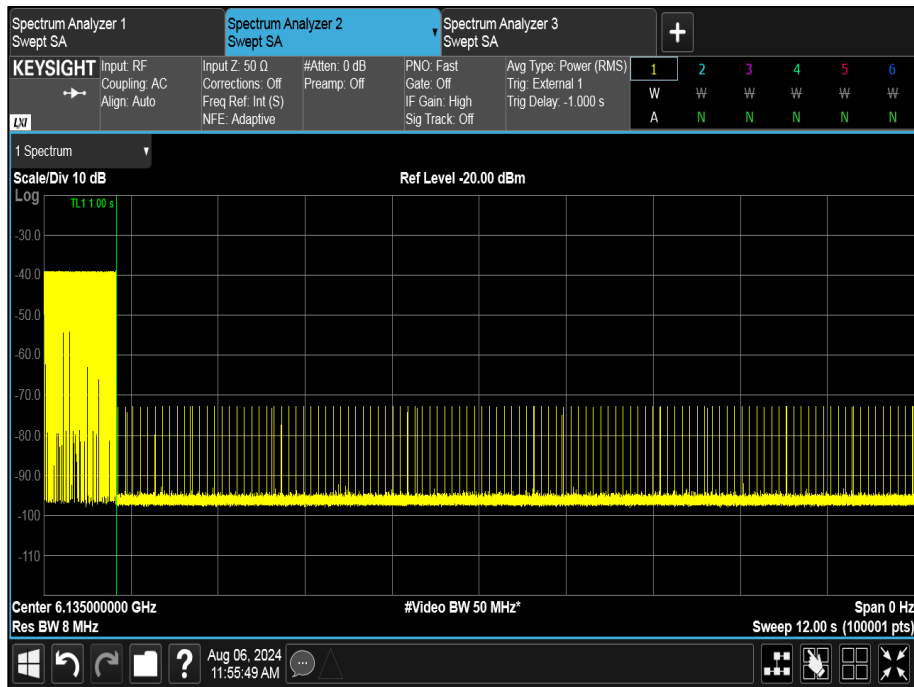 Spectrum Analyzer 1
Swept SA
Spectrum Analyzer 2
Swept SA
Spectrum Analyzer 3
Swept SA
+
KEYSIGHT
LXI
Input: RF
Coupling: AC
Align: Auto
Input Z: 50 Ω
Corrections: Off
Freq Ref: Int (S)
NFE: Adaptive
#Atten: 0 dB
Preamp: Off
PNO: Fast
Gate: Off
IF Gain: High
Sig Track: Off
Avg Type: Power (RMS)
Trig: External 1
Trig Delay: -1.000 s
1 2 3 4 5 6
W W W W W W
A N N N N N
1 Spectrum
Scale/Div 10 dB
Ref Level -20.00 dBm
Log
TL1 1.00 s
-30.0
-40.0
-50.0
-60.0
-70.0
-80.0
-90.0
-100
-110
Center 6.135000000 GHz
#Video BW 50 MHz*
Span 0 Hz
Res BW 8 MHz
Sweep 12.00 s (100001 pts)
?
Aug 06, 2024
11:55:49 AM